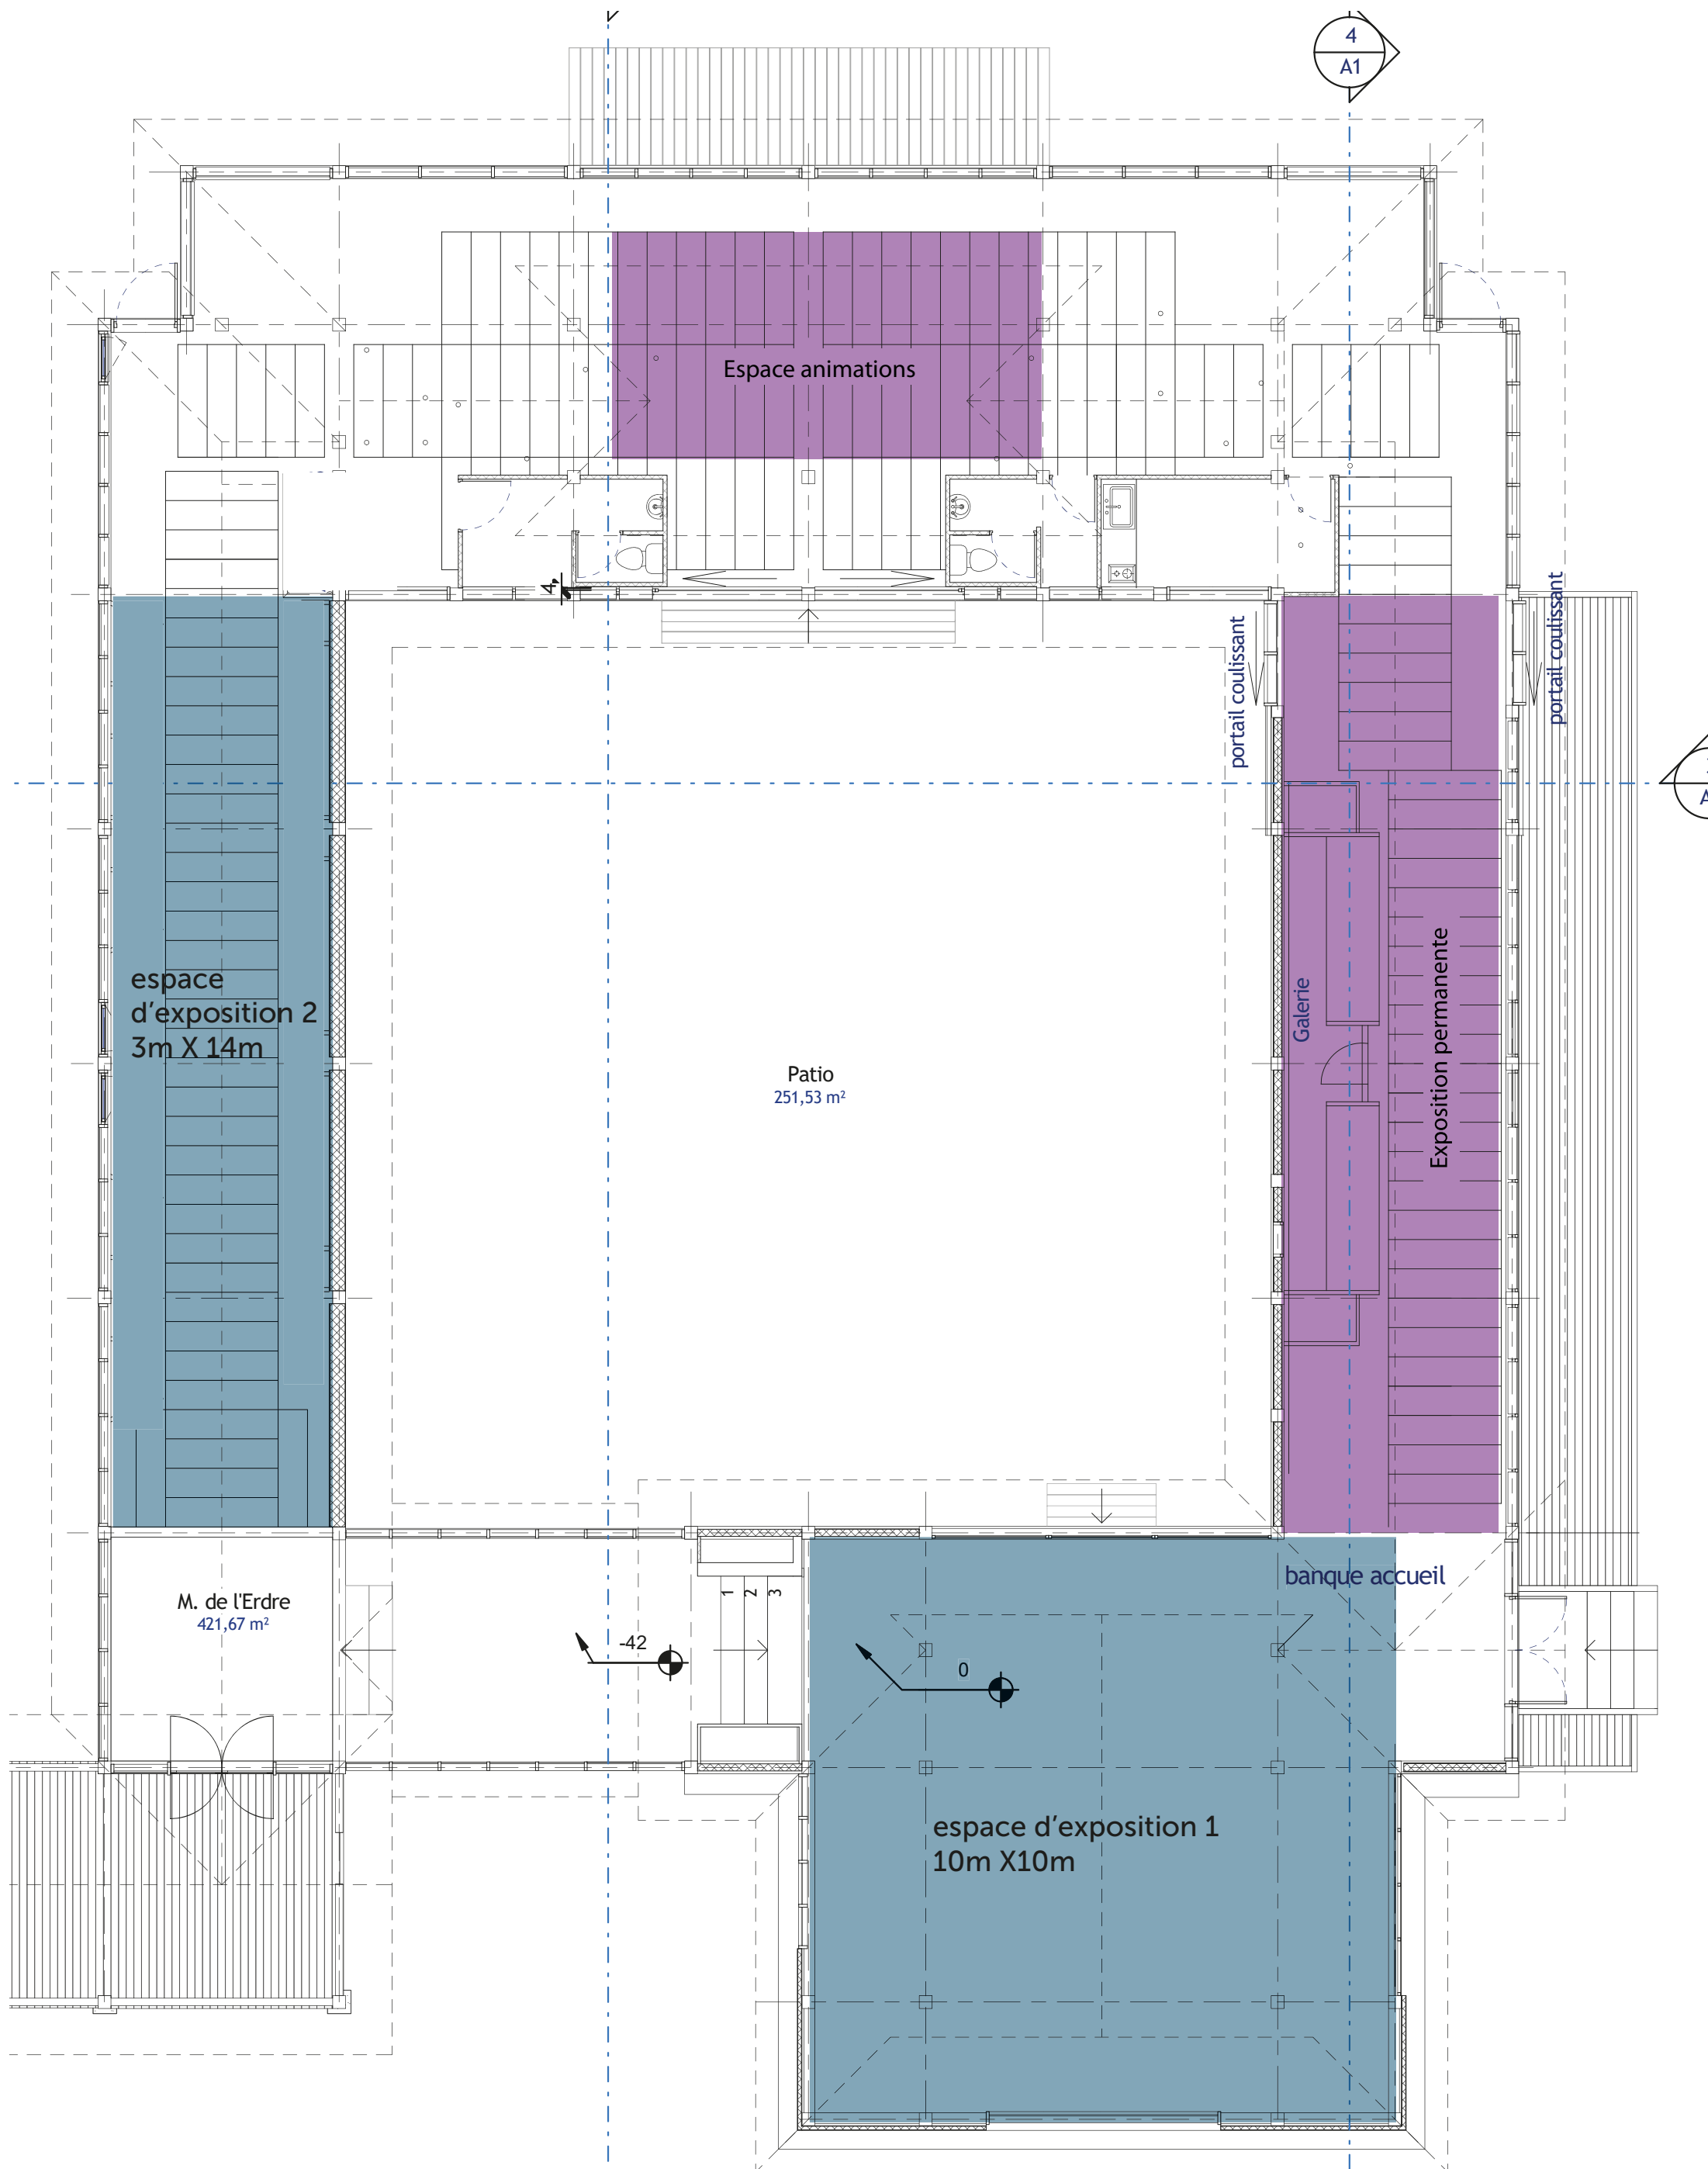 4
A1
Espace animations
4,
portail coulissant
portail coulissant
espace
d'exposition 2
3m X 14m
Galerie
Exposition permanente
Patio
251,53 m²
banque accueil
M. de l'Erdre
421,67 m²
1
2
3
-42
0
espace d'exposition 1
10m X10m